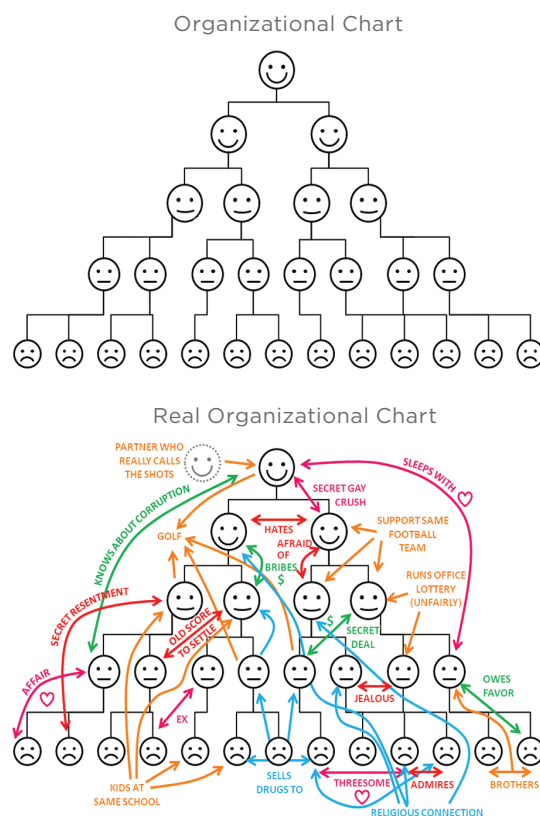 Organizational Chart
Real Organizational Chart
PARTNER WHO
REALLY CALLS
THE SHOTS
SLEEPS WITH
SECRET GAY
CRUSH
KNOWS ABOUT CORRUPTION
HATES
SUPPORT SAME
FOOTBALL
TEAM
GOLF
AFRAID
OF
BRIBES
$
RUNS OFFICE
LOTTERY
(UNFAIRLY)
SECRET RESENTMENT
OLD SCORE
TO SETTLE
$
SECRET
DEAL
AFFAIR
JEALOUS
OWES
FAVOR
EX
KIDS AT
SAME SCHOOL
SELLS
DRUGS TO
THREESOME
ADMIRES
BROTHERS
RELIGIOUS CONNECTION